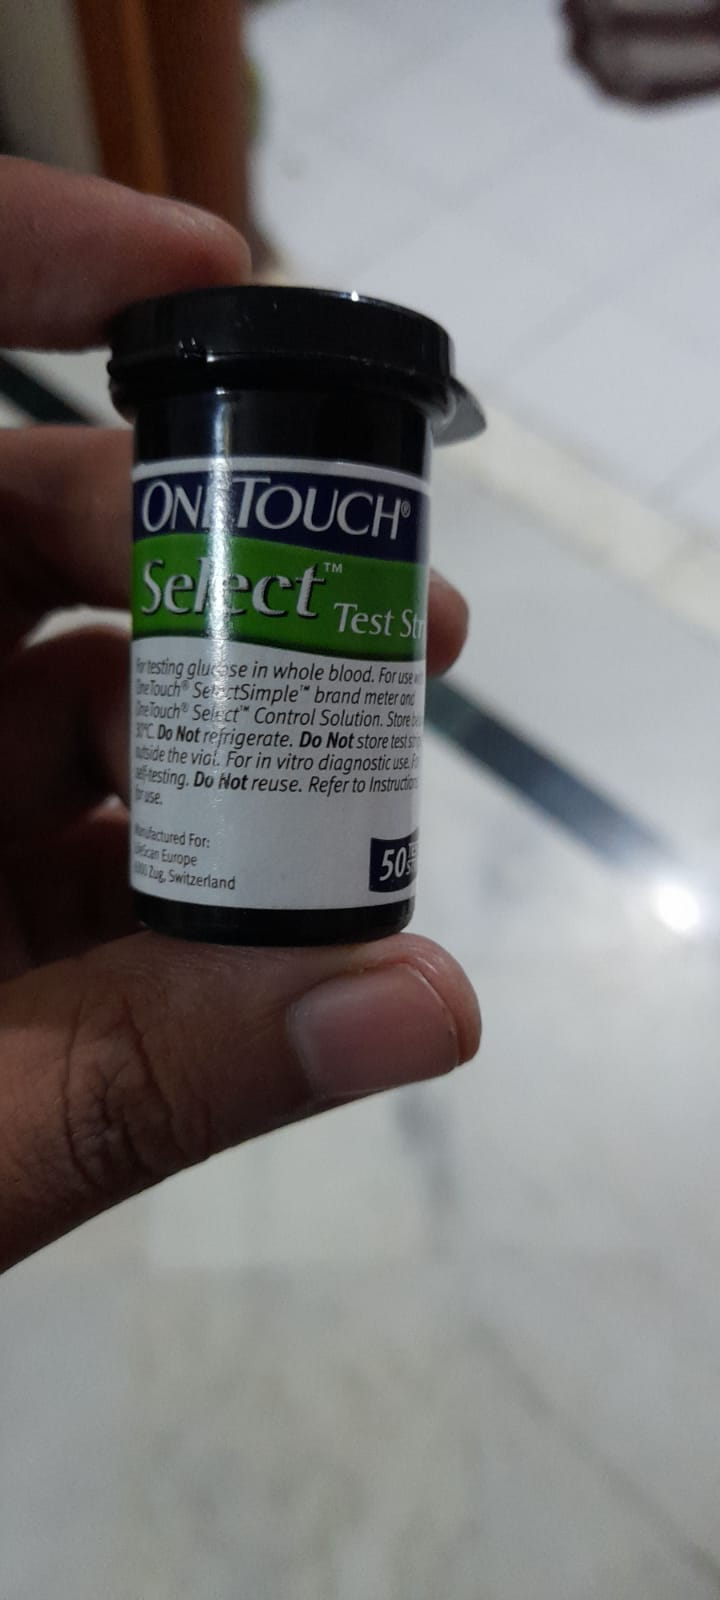 ONETOUCH®
Select™ Test
For testing glucose in whole blood. For use
OneTouch® SelectSimple™ brand meter and
OneTouch® Select™ Control Solution. Store
30°C. Do Not refrigerate. Do Not store test
outside the vial. For in vitro diagnostic use.
self-testing. Do Not reuse. Refer to
for use.
Manufactured For:
LifeScan Europe
Zug, Switzerland
50